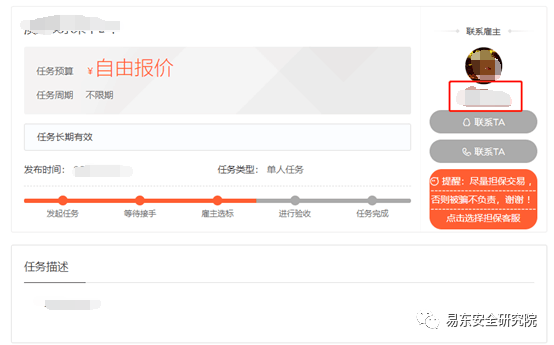 联系雇主
任务预算 ¥自由报价
任务周期 不限期
联系TA
任务长期有效
联系TA
发布时间：
任务类型： 单人任务
提醒：尽量担保交易，
否则被骗不负责，谢谢！
点击选择担保客服
发起任务 等待接手 雇主选标 进行验收 任务完成
任务描述
易东安全研究院